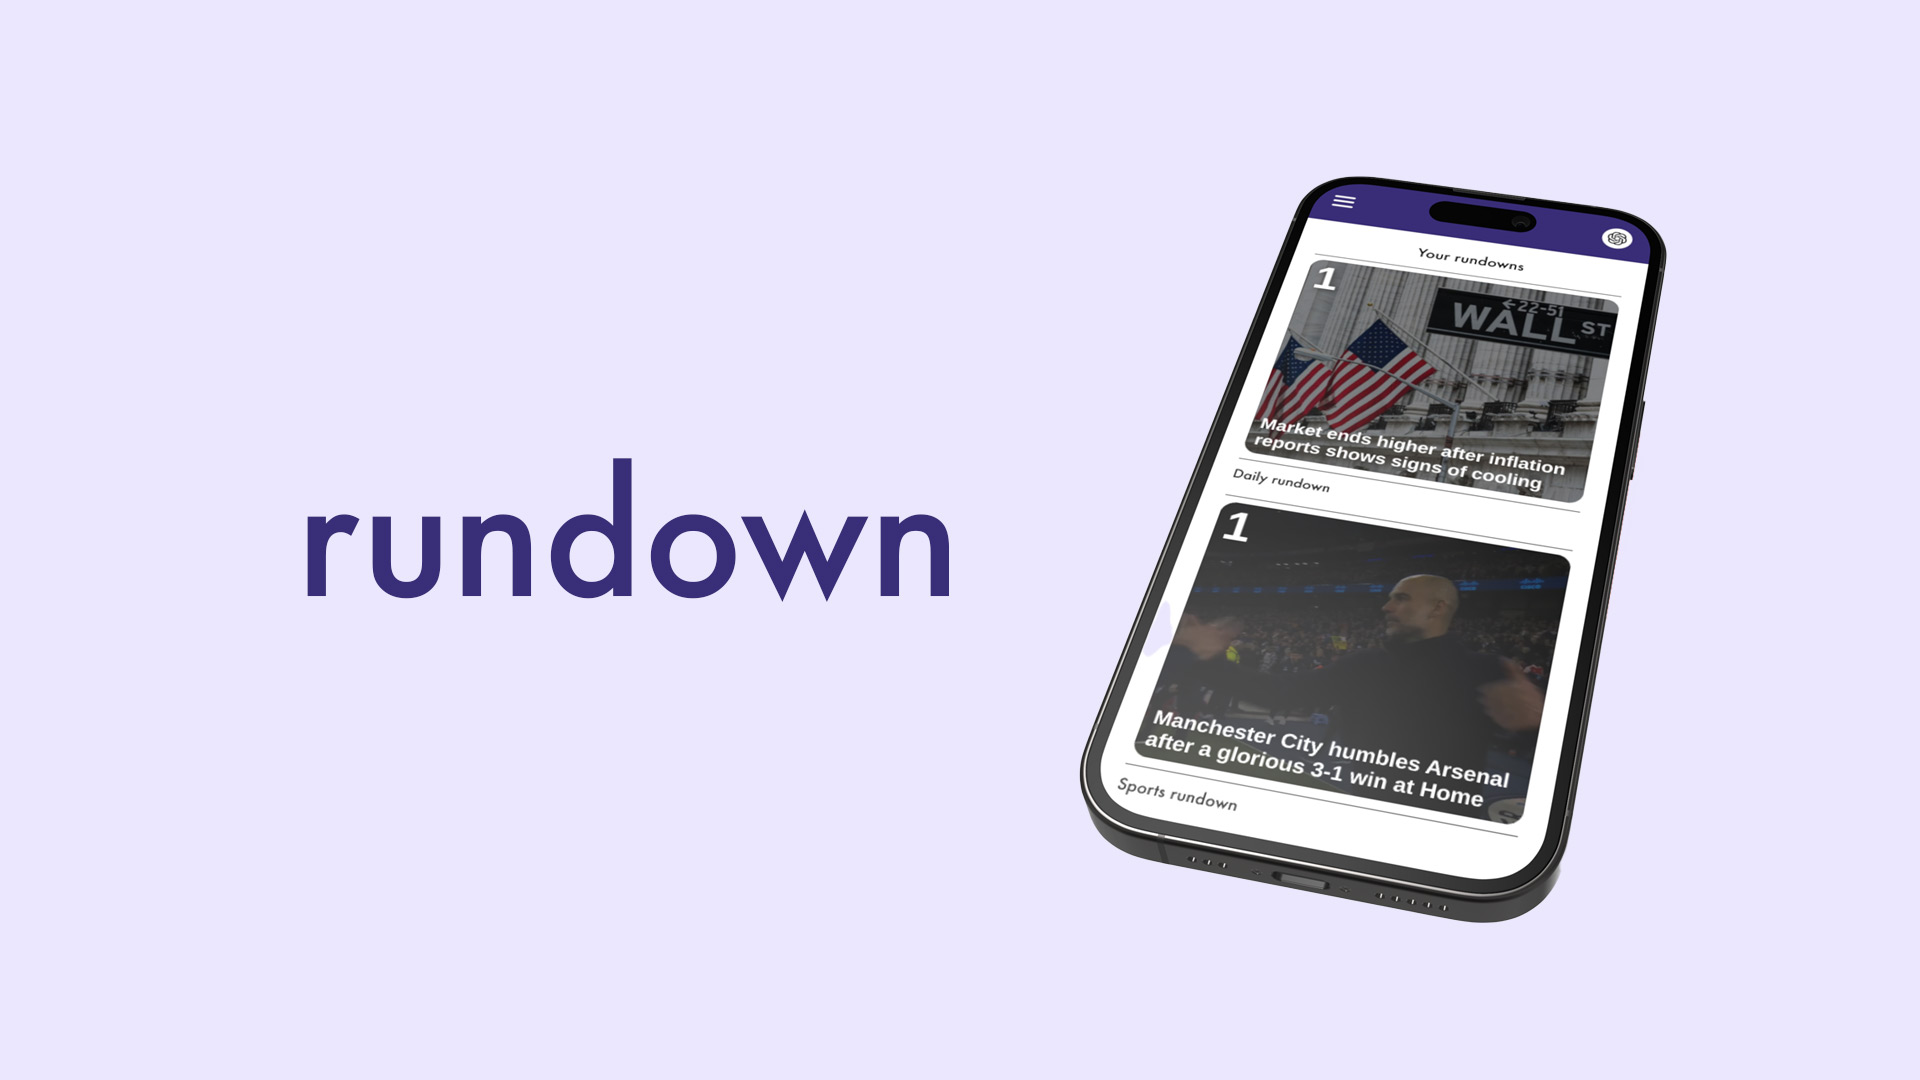 rundown
Your rundowns
1
←22-51
WALL ST
Market ends higher after inflation
reports shows signs of cooling
Daily rundown
1
Manchester City humbles Arsenal
after a glorious 3-1 win at Home
Sports rundown